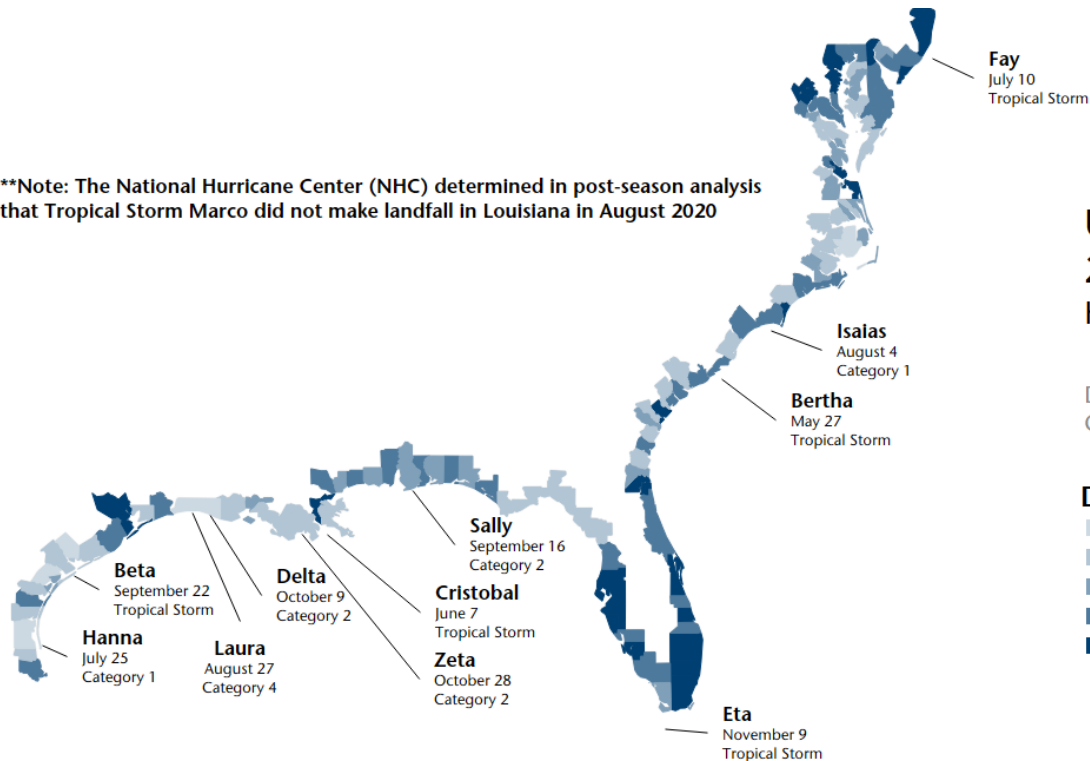 Fay
July 10
Tropical Storm
**Note: The National Hurricane Center (NHC) determined in post-season analysis
that Tropical Storm Marco did not make landfall in Louisiana in August 2020
Isaias
August 4
Category 1
Bertha
May 27
Tropical Storm
Sally
September 16
Category 2
Beta
September 22
Tropical Storm
Delta
October 9
Category 2
Cristobal
June 7
Tropical Storm
Hanna
July 25
Category 1
Laura
August 27
Category 4
Zeta
October 28
Category 2
Eta
November 9
Tropical Storm